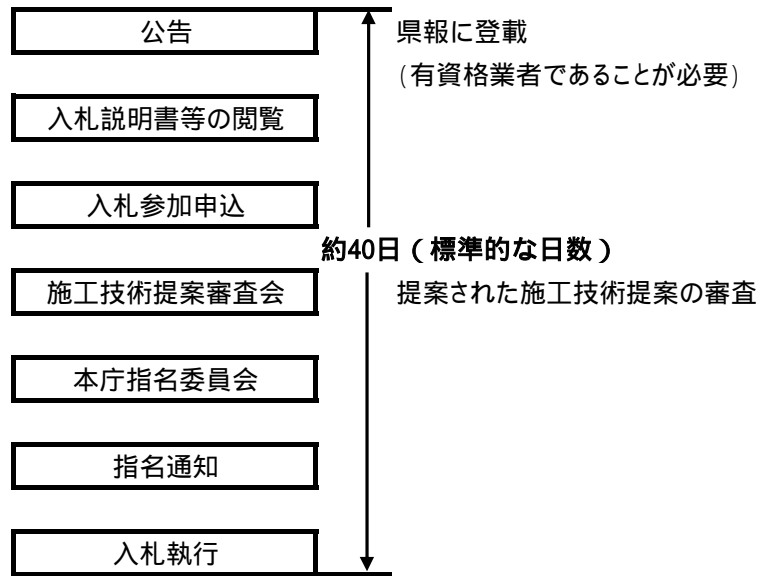 公告
県報に登載
(有資格業者であることが必要)
入札説明書等の閲覧
入札参加申込
約40日(標準的な日数)
施工技術提案審査会
提案された施工技術提案の審査
本庁指名委員会
指名通知
入札執行